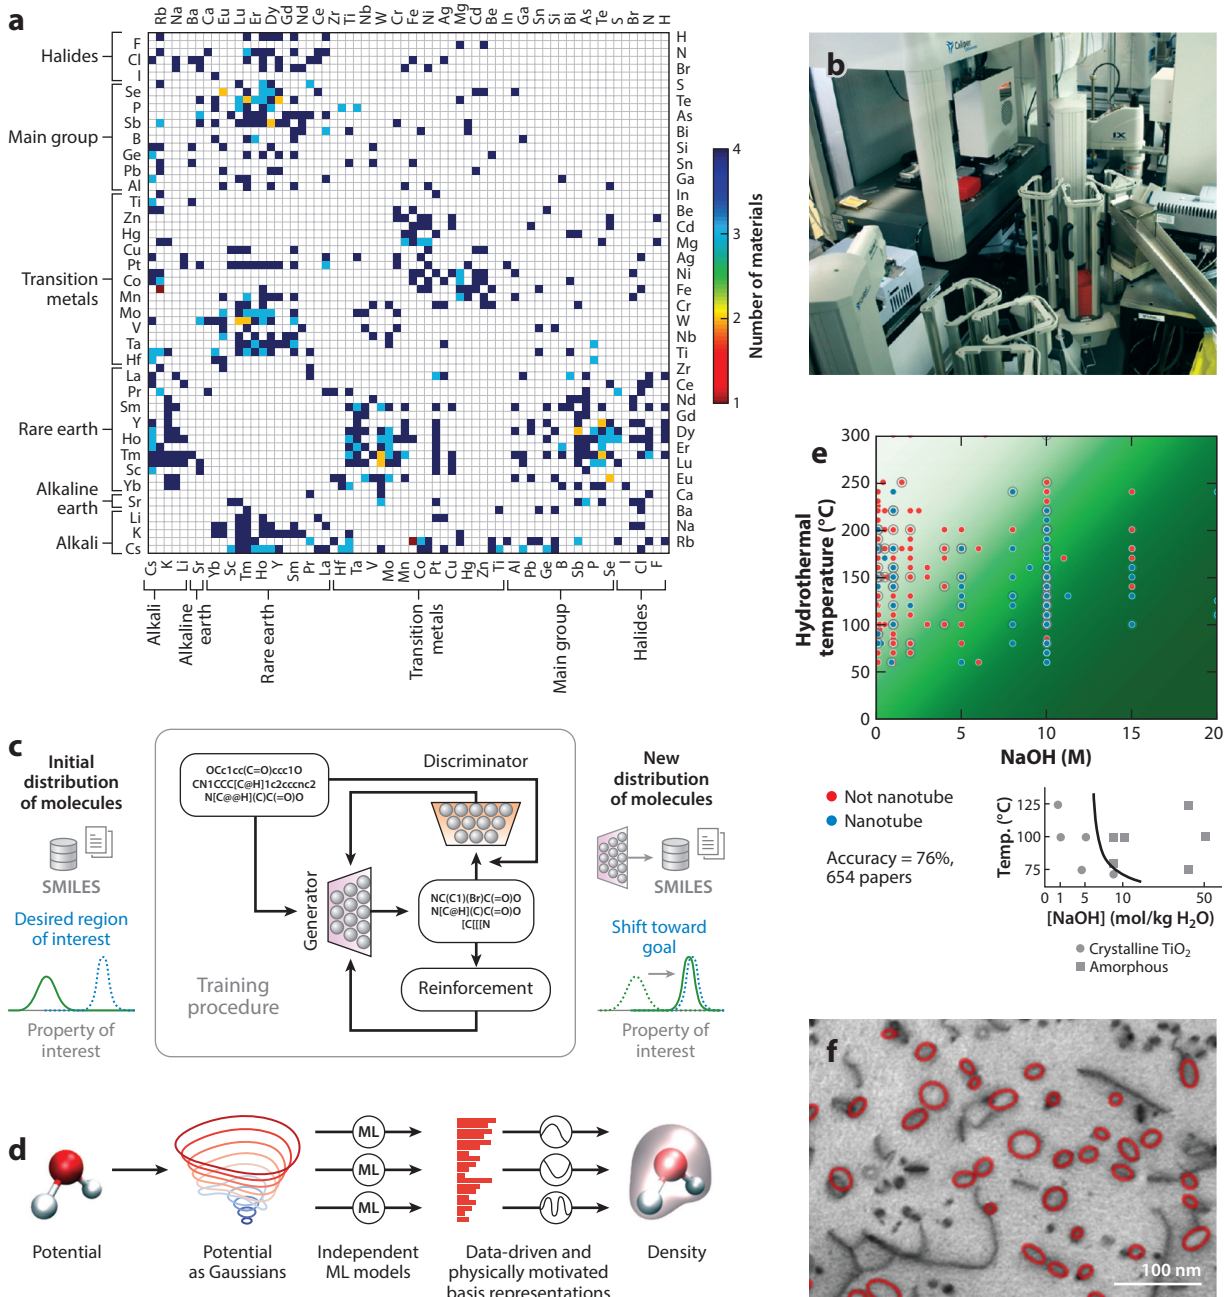 a
Rb Na Ba Ca Eu Lu Er Dy Gd Nd Ce Zr Ti Nb W Cr Fe Ni Ag Mg Cd Be In Ga Sn Si Bi As Te S Br N H
Halides
Main group
Transition
metals
Rare earth
Alkaline
earth
Alkali
F
Cl
I
Se
P
Sb
B
Ge
Pb
Al
Ti
Zn
Hg
Cu
Pt
Co
Mn
Mo
V
Ta
Hf
La
Pr
Sm
Y
Ho
Tm
Sc
Yb
Sr
Li
K
Cs
H
N
Br
S
Te
As
Bi
Si
Sn
Ga
In
Be
Cd
Mg
Ag
Ni
Fe
Cr
W
Nb
Ti
Zr
Ce
Nd
Gd
Dy
Er
Lu
Eu
Ca
Ba
Na
Rb
Cs K Li Sr Yb Sc Tm Ho Y Sm Pr La Hf Ta V Mo Mn Co Pt Cu Hg Zn Ti Al Pb Ge B Sb P Se I Cl F
Alkali
Alkaline
earth
Rare earth
Transition
metals
Main group
Halides
4
3
2
1
Number of materials
b
Caliper
IX
c
Initial
distribution
of molecules
SMILES
Desired region
of interest
Property of
interest
OCc1cc(C=O)ccc1O
CN1CCC[C@H]1c2cccnc2
N[C@@H](C)C(=O)O
Discriminator
Generator
NC(C1)(Br)C(=O)O
N[C@H](C)C(=O)O
[C[[[N
Reinforcement
Training
procedure
New
distribution
of molecules
SMILES
Shift toward
goal
Property of
interest
d
ML
ML
ML
Potential
Potential
as Gaussians
Independent
ML models
Data-driven and
physically motivated
basis representations
Density
e
Hydrothermal
temperature (°C)
300
250
200
150
100
50
0
0 5 10 15 20
NaOH (M)
Not nanotube
Nanotube
Accuracy = 76%,
654 papers
Temp. (°C)
125
100
75
0 1 5 10 50
[NaOH] (mol/kg H₂O)
Crystalline TiO₂
Amorphous
f
100 nm